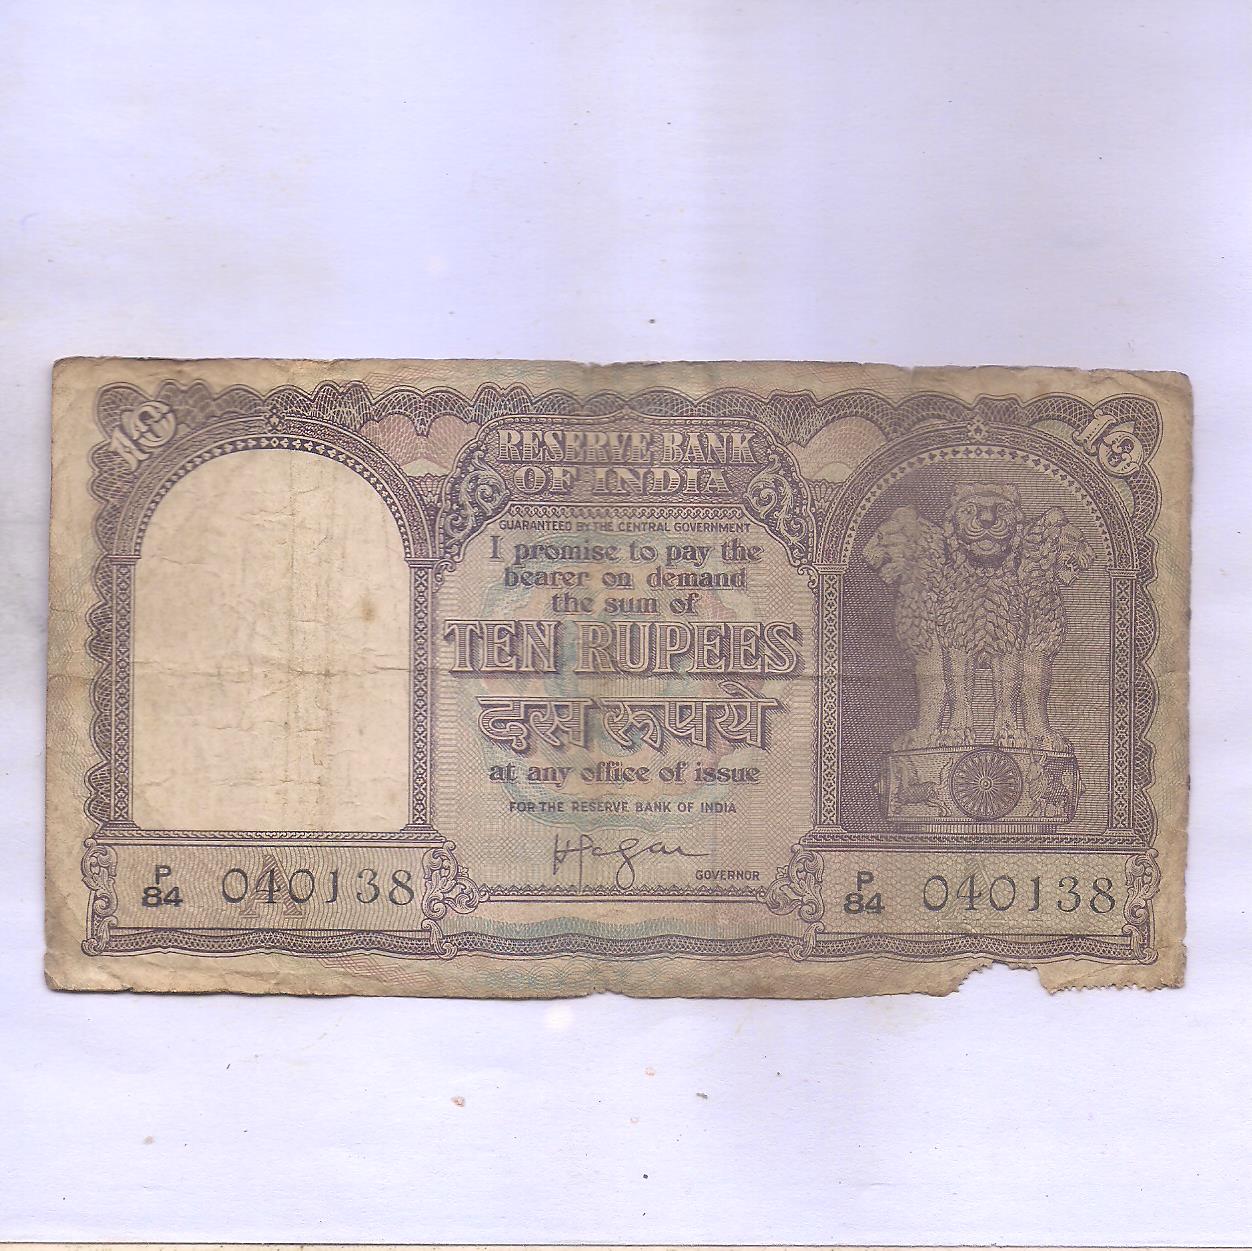 10
10
RESERVE BANK
OF INDIA
GUARANTEED BY THE CENTRAL GOVERNMENT
I promise to pay the
bearer on demand
the sum of
TEN RUPEES
दस रूपये
at any office of issue
FOR THE RESERVE BANK OF INDIA
GOVERNOR
P
84 040138
A
P
84 040138